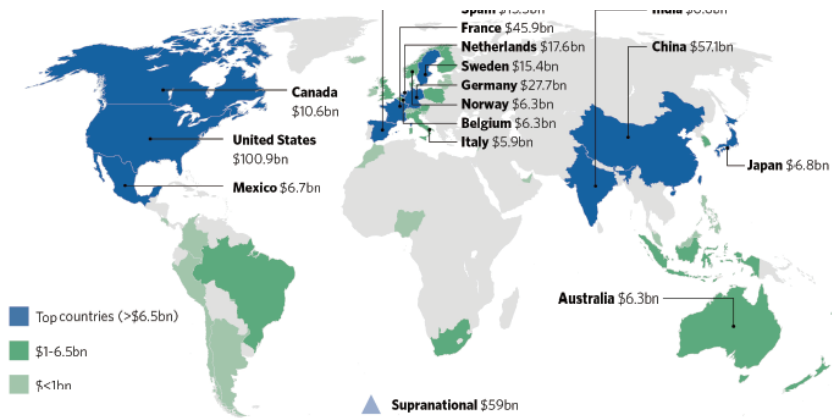 France $45.9bn
Netherlands $17.6bn
China $57.1bn
Sweden $15.4bn
Germany $27.7bn
Canada
$10.6bn
Norway $6.3bn
Belgium $6.3bn
United States
$100.9bn
Italy $5.9bn
Japan $6.8bn
Mexico $6.7bn
Australia $6.3bn
Top countries (>$6.5bn)
$1-6.5bn
$<1bn
Supranational $59bn